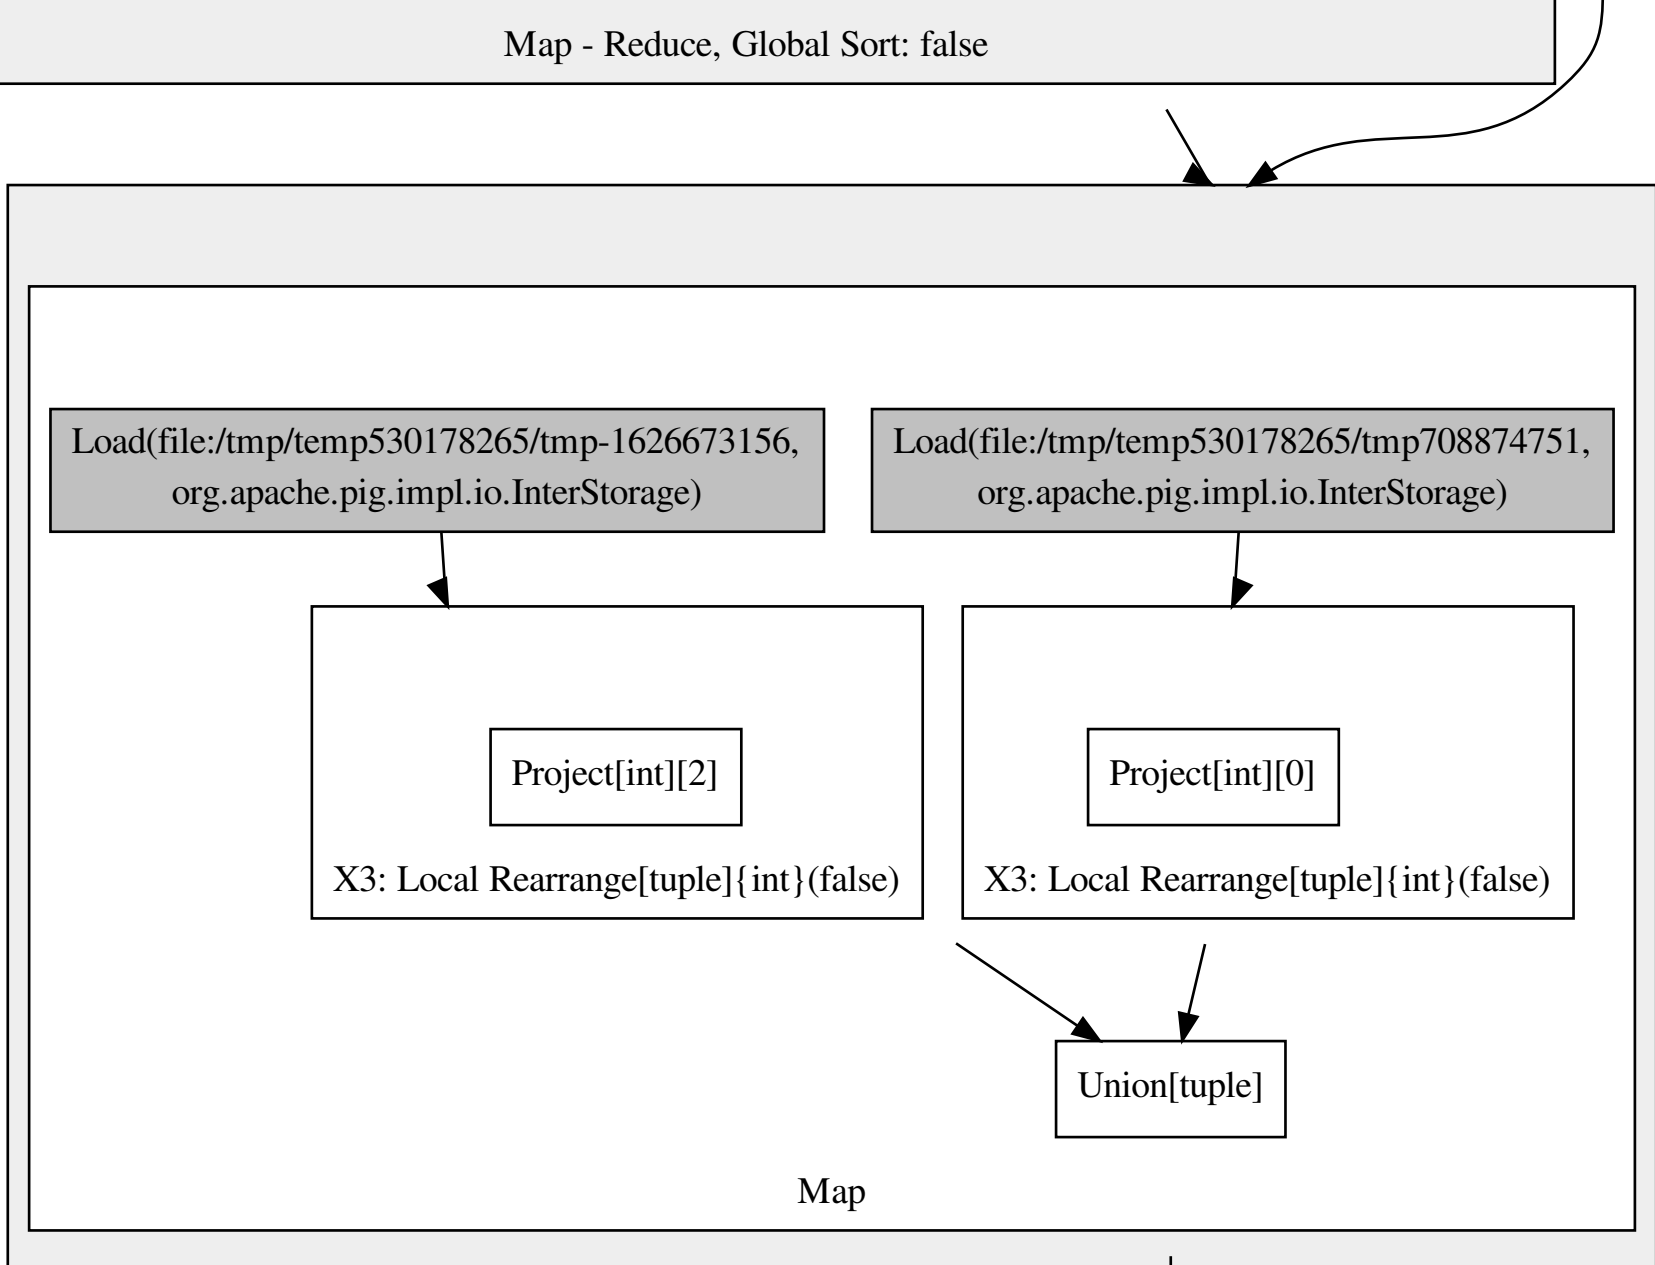 Map - Reduce, Global Sort: false
Load(file:/tmp/temp530178265/tmp-1626673156,
org.apache.pig.impl.io.InterStorage)
Load(file:/tmp/temp530178265/tmp708874751,
org.apache.pig.impl.io.InterStorage)
Project[int][2]
X3: Local Rearrange[tuple]{int}(false)
Project[int][0]
X3: Local Rearrange[tuple]{int}(false)
Union[tuple]
Map